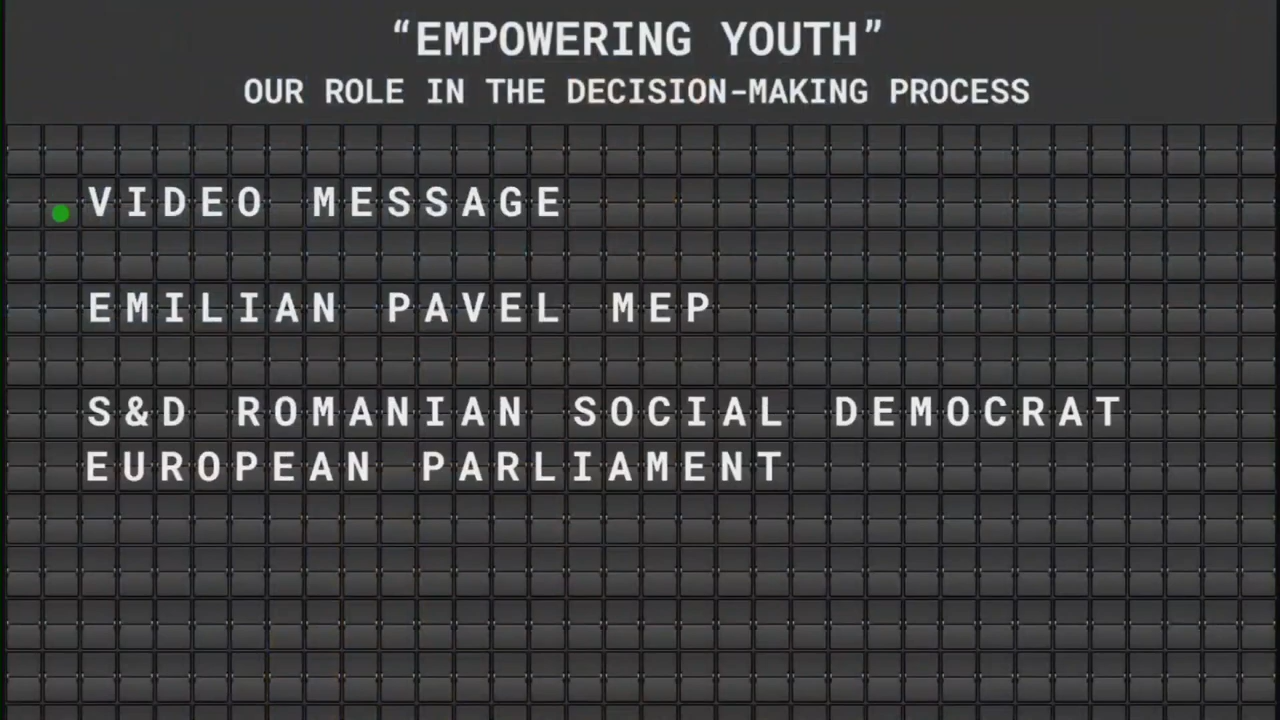 “EMPOWERING YOUTH”
OUR ROLE IN THE DECISION-MAKING PROCESS
VIDEO MESSAGE
EMILIAN PAVEL MEP
S&D ROMANIAN SOCIAL DEMOCRAT
EUROPEAN PARLIAMENT